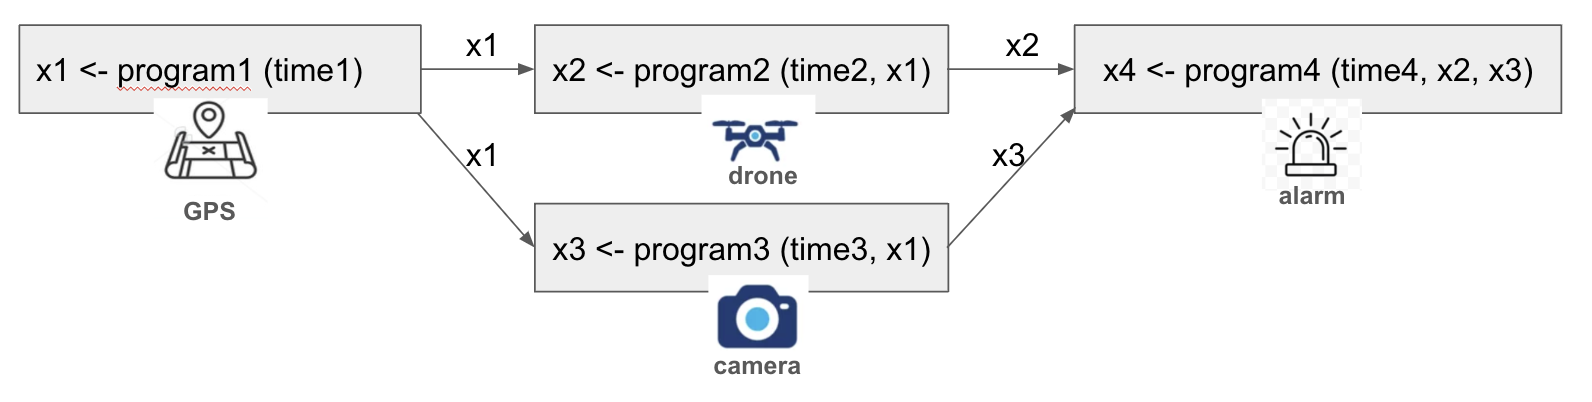 x1 <- program1 (time1)
x1
x2 <- program2 (time2, x1)
x2
x4 <- program4 (time4, x2, x3)
GPS
x1
drone
x3
alarm
x3 <- program3 (time3, x1)
camera